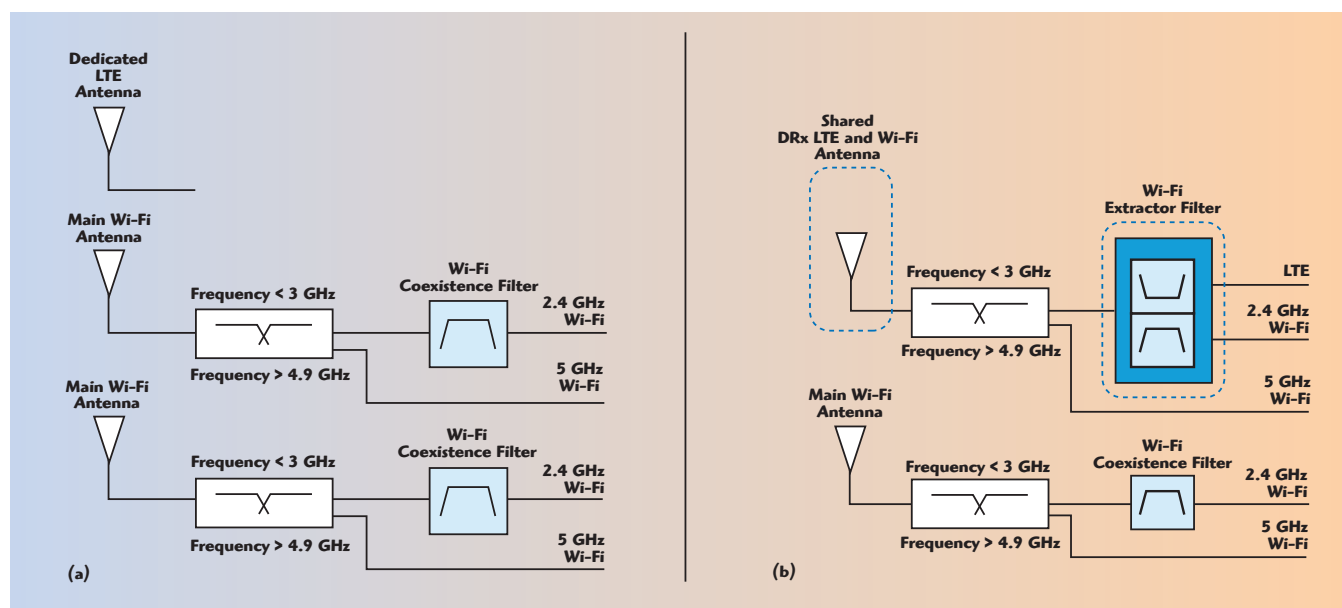 Dedicated
LTE
Antenna
Main Wi-Fi
Antenna
Frequency < 3 GHz
Frequency > 4.9 GHz
Wi-Fi
Coexistence Filter
2.4 GHz
Wi-Fi
5 GHz
Wi-Fi
Main Wi-Fi
Antenna
Frequency < 3 GHz
Frequency > 4.9 GHz
Wi-Fi
Coexistence Filter
2.4 GHz
Wi-Fi
5 GHz
Wi-Fi
(a)
Shared
DRx LTE and Wi-Fi
Antenna
Frequency < 3 GHz
Frequency > 4.9 GHz
Wi-Fi
Extractor Filter
LTE
2.4 GHz
Wi-Fi
5 GHz
Wi-Fi
Main Wi-Fi
Antenna
Frequency < 3 GHz
Frequency > 4.9 GHz
Wi-Fi
Coexistence Filter
2.4 GHz
Wi-Fi
5 GHz
Wi-Fi
(b)